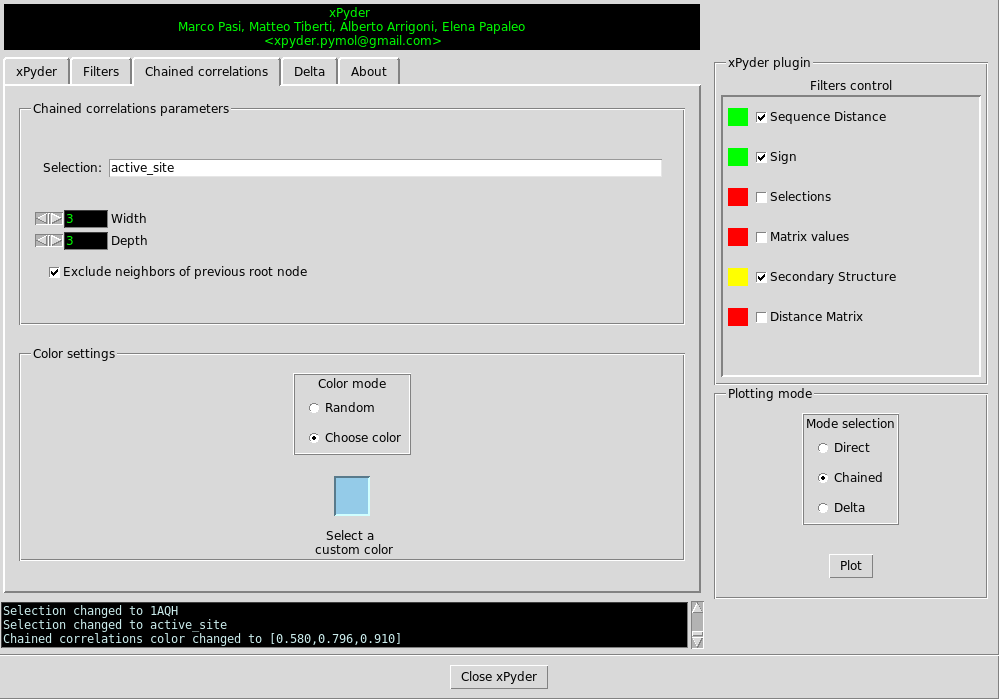 xPyder
Marco Pasi, Matteo Tiberti, Alberto Arrigoni, Elena Papaleo
<xpyder.pymol@gmail.com>
xPyder
Filters
Chained correlations
Delta
About
Chained correlations parameters
Selection: active_site
3 Width
3 Depth
Exclude neighbors of previous root node
Color settings
Color mode
Random
Choose color
Select a
custom color
Selection changed to 1AQH
Selection changed to active_site
Chained correlations color changed to [0.580,0.796,0.910]
xPyder plugin
Filters control
Sequence Distance
Sign
Selections
Matrix values
Secondary Structure
Distance Matrix
Plotting mode
Mode selection
Direct
Chained
Delta
Plot
Close xPyder